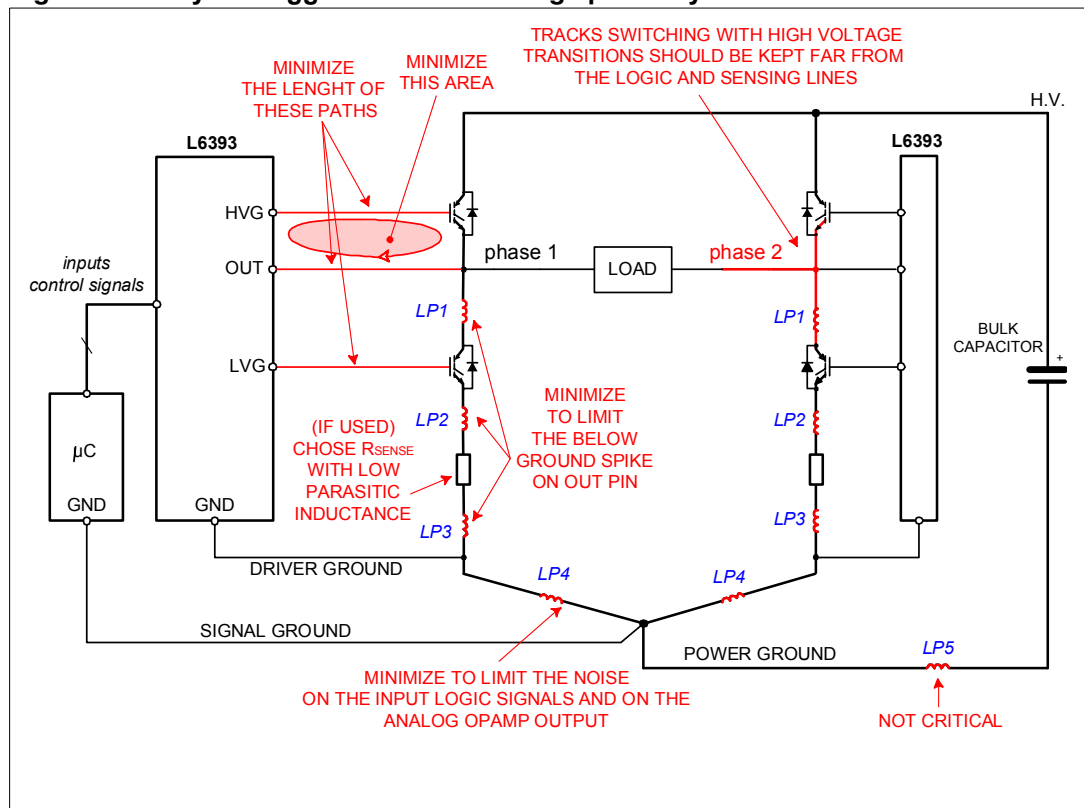 TRACKS SWITCHING WITH HIGH VOLTAGE
TRANSITIONS SHOULD BE KEPT FAR FROM
THE LOGIC AND SENSING LINES
MINIMIZE
THE LENGHT OF
THESE PATHS
MINIMIZE
THIS AREA
H.V.
L6393
L6393
HVG
OUT
LVG
GND
inputs
control signals
µC
GND
phase 1
LOAD
phase 2
LP1
LP1
BULK
CAPACITOR
+
LP2
LP2
(IF USED)
CHOSE RSENSE
WITH LOW
PARASITIC
INDUCTANCE
MINIMIZE
TO LIMIT
THE BELOW
GROUND SPIKE
ON OUT PIN
LP3
LP3
DRIVER GROUND
LP4
LP4
SIGNAL GROUND
POWER GROUND
LP5
MINIMIZE TO LIMIT THE NOISE
ON THE INPUT LOGIC SIGNALS AND ON THE
ANALOG OPAMP OUTPUT
NOT CRITICAL